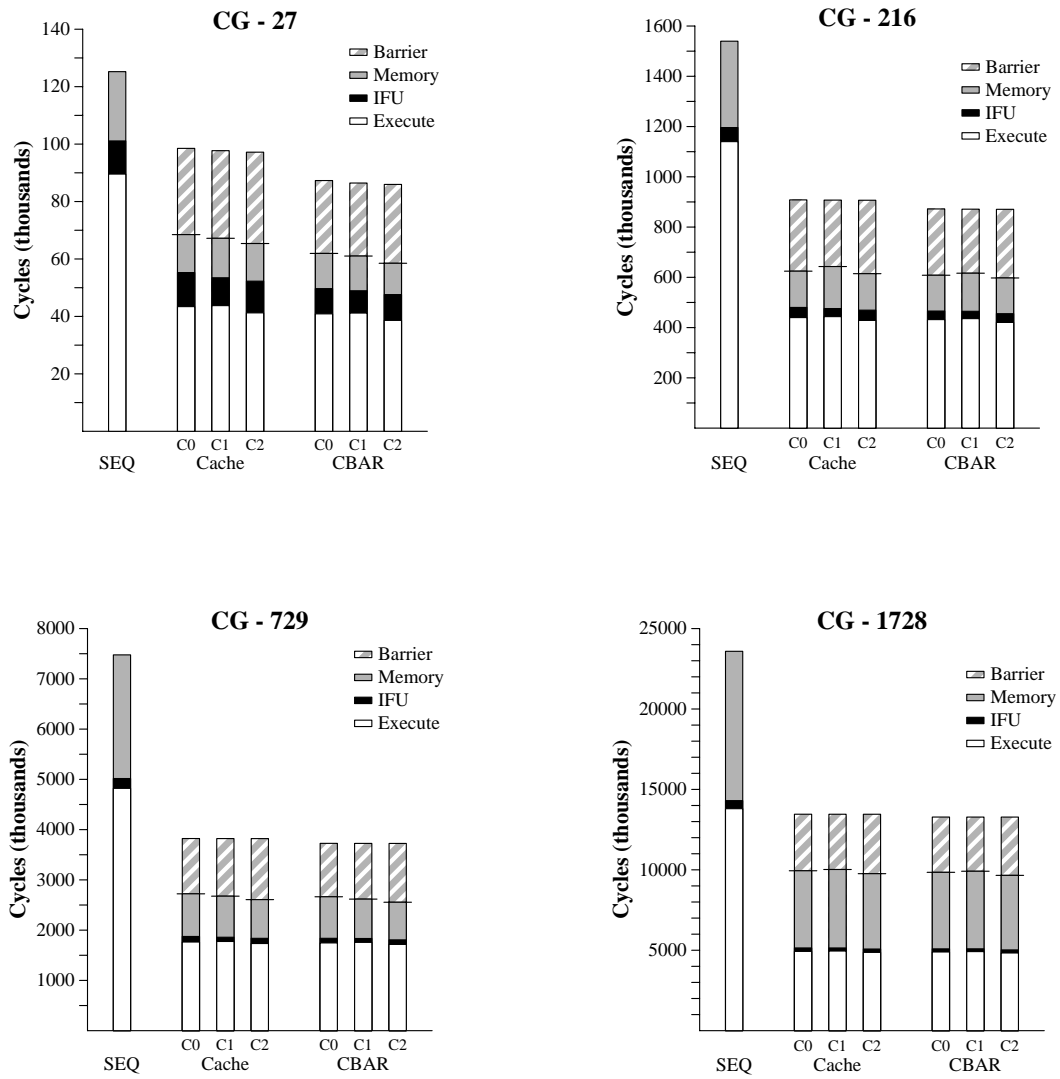 CG - 27
Cycles (thousands)
140
120
100
80
60
40
20
Barrier
Memory
IFU
Execute
C0 C1 C2 C0 C1 C2
SEQ Cache CBAR
CG - 216
Cycles (thousands)
1600
1400
1200
1000
800
600
400
200
Barrier
Memory
IFU
Execute
C0 C1 C2 C0 C1 C2
SEQ Cache CBAR
CG - 729
Cycles (thousands)
8000
7000
6000
5000
4000
3000
2000
1000
Barrier
Memory
IFU
Execute
C0 C1 C2 C0 C1 C2
SEQ Cache CBAR
CG - 1728
Cycles (thousands)
25000
20000
15000
10000
5000
Barrier
Memory
IFU
Execute
C0 C1 C2 C0 C1 C2
SEQ Cache CBAR